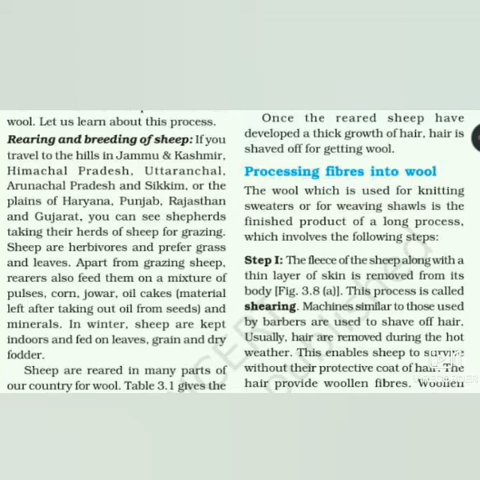 wool. Let us learn about this process.
Rearing and breeding of sheep: If you
travel to the hills in Jammu & Kashmir,
Himachal Pradesh, Uttaranchal,
Arunachal Pradesh and Sikkim, or the
plains of Haryana, Punjab, Rajasthan
and Gujarat, you can see shepherds
taking their herds of sheep for grazing.
Sheep are herbivores and prefer grass
and leaves. Apart from grazing sheep,
rearers also feed them on a mixture of
pulses, corn, jowar, oil cakes (material
left after taking out oil from seeds) and
minerals. In winter, sheep are kept
indoors and fed on leaves, grain and dry
fodder.
Sheep are reared in many parts of
our country for wool. Table 3.1 gives the
Once the reared sheep have
developed a thick growth of hair, hair is
shaved off for getting wool.
Processing fibres into wool
The wool which is used for knitting
sweaters or for weaving shawls is the
finished product of a long process,
which involves the following steps:
Step I: The fleece of the sheep along with a
thin layer of skin is removed from its
body [Fig. 3.8 (a)]. This process is called
shearing. Machines similar to those used
by barbers are used to shave off hair.
Usually, hair are removed during the hot
weather. This enables sheep to
without their protective coat of hair. The
hair provide woollen fibres. Woollen